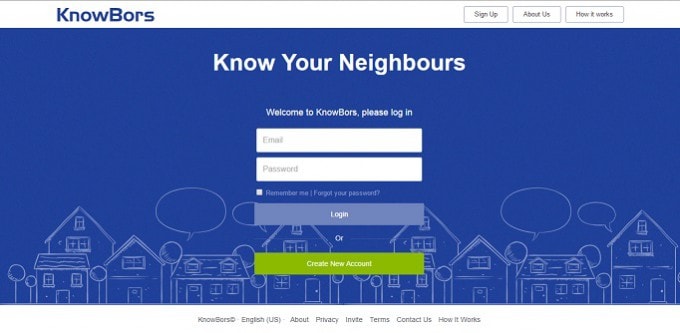 KnowBors Sign Up About Us How it works
Know Your Neighbours
Welcome to KnowBors, please log in
Email
Password
Remember me | Forgot your password?
Login
Or
Create New Account
KnowBors© English (US) · About Privacy Invite Terms Contact Us How It Works